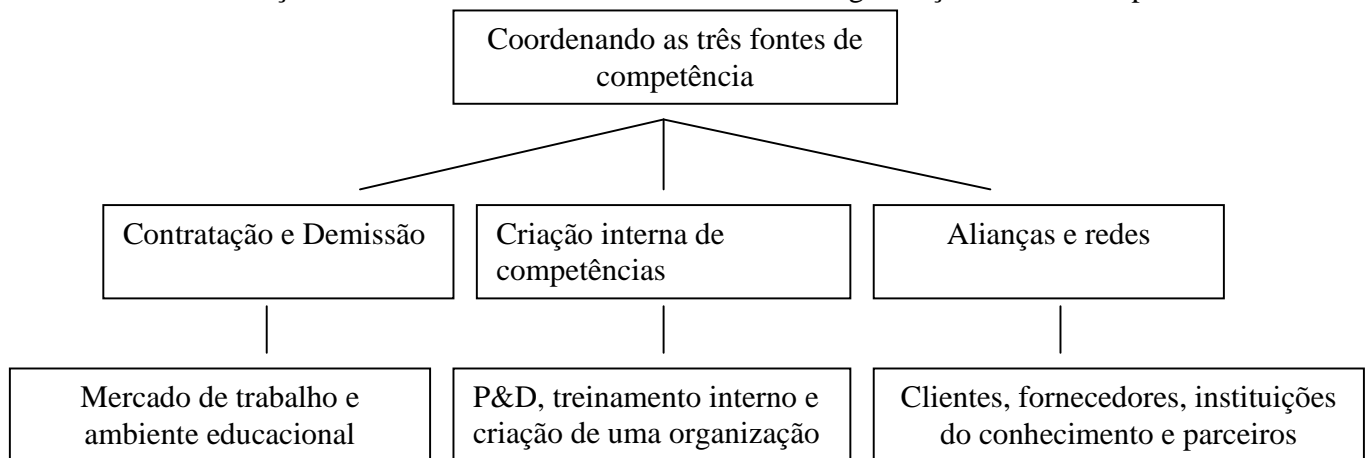 Coordenando as três fontes de
competência
Contratação e Demissão
Criação interna de
competências
Alianças e redes
Mercado de trabalho e
ambiente educacional
P&D, treinamento interno e
criação de uma organização
Clientes, fornecedores, instituições
do conhecimento e parceiros